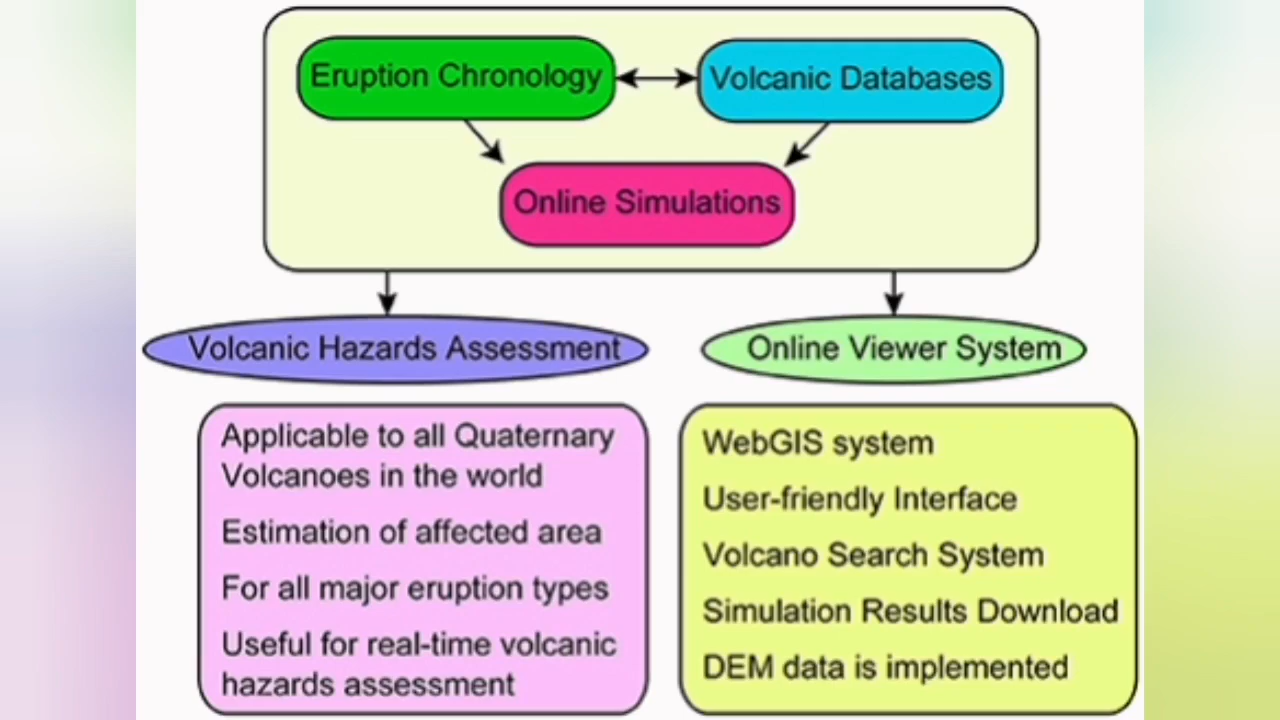 Eruption Chronology
Volcanic Databases
Online Simulations
Volcanic Hazards Assessment
Online Viewer System
Applicable to all Quaternary
Volcanoes in the world
Estimation of affected area
For all major eruption types
Useful for real-time volcanic
hazards assessment
WebGIS system
User-friendly Interface
Volcano Search System
Simulation Results Download
DEM data is implemented